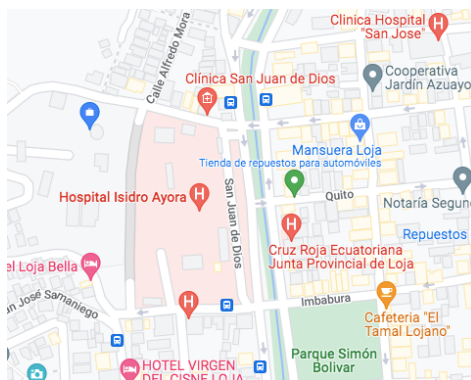 Clinica Hospital
"San Jose"
Calle Alfredo Mora
Cooperativa
Jardín Azuayo
Clínica San Juan de Dios
Mansuera Loja
Tienda de repuestos para automóviles
Hospital Isidro Ayora
H
San Juan de Dios
Quito
Notaría Segun
Cruz Roja Ecuatoriana
Junta Provincial de Loja
Repuestos
el Loja Bella
an José Samaniego
Imbabura
Cafeteria "El
Tamal Lojano"
Parque Simón
Bolivar
HOTEL VIRGEN
DEL CISNE LOJA